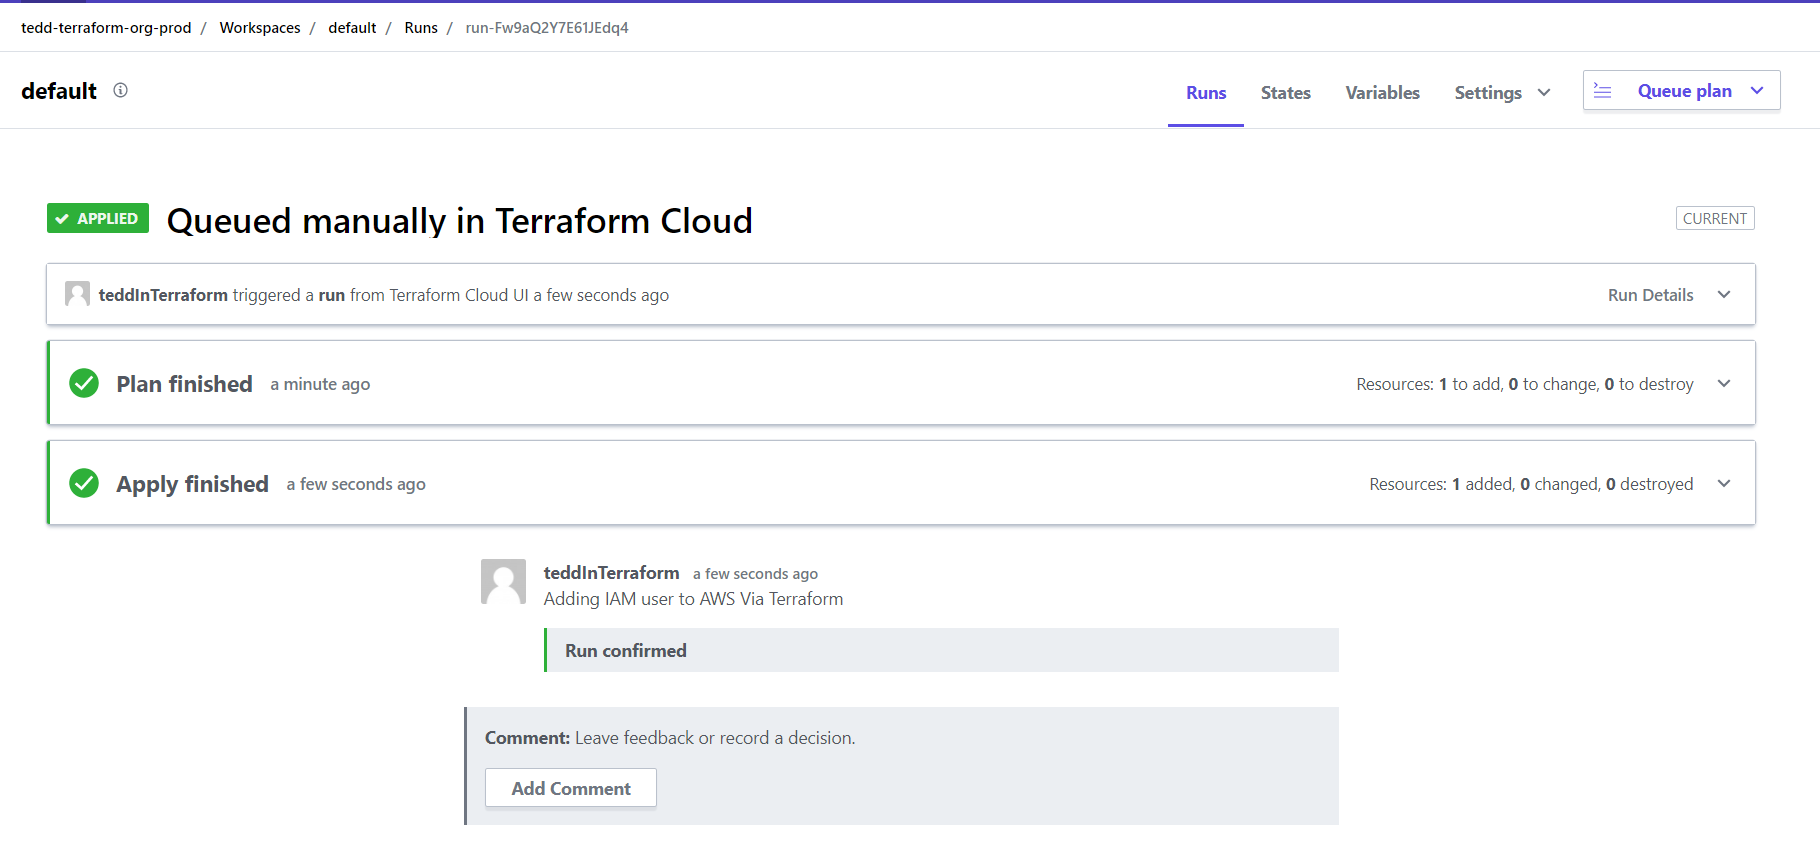 tedd-terraform-org-prod / Workspaces / default / Runs / run-Fw9aQ2Y7E61JEdq4
default
Runs States Variables Settings Queue plan
APPLIED Queued manually in Terraform Cloud CURRENT
teddInTerraform triggered a run from Terraform Cloud UI a few seconds ago Run Details
Plan finished a minute ago Resources: 1 to add, 0 to change, 0 to destroy
Apply finished a few seconds ago Resources: 1 added, 0 changed, 0 destroyed
teddInTerraform a few seconds ago
Adding IAM user to AWS Via Terraform
Run confirmed
Comment: Leave feedback or record a decision.
Add Comment